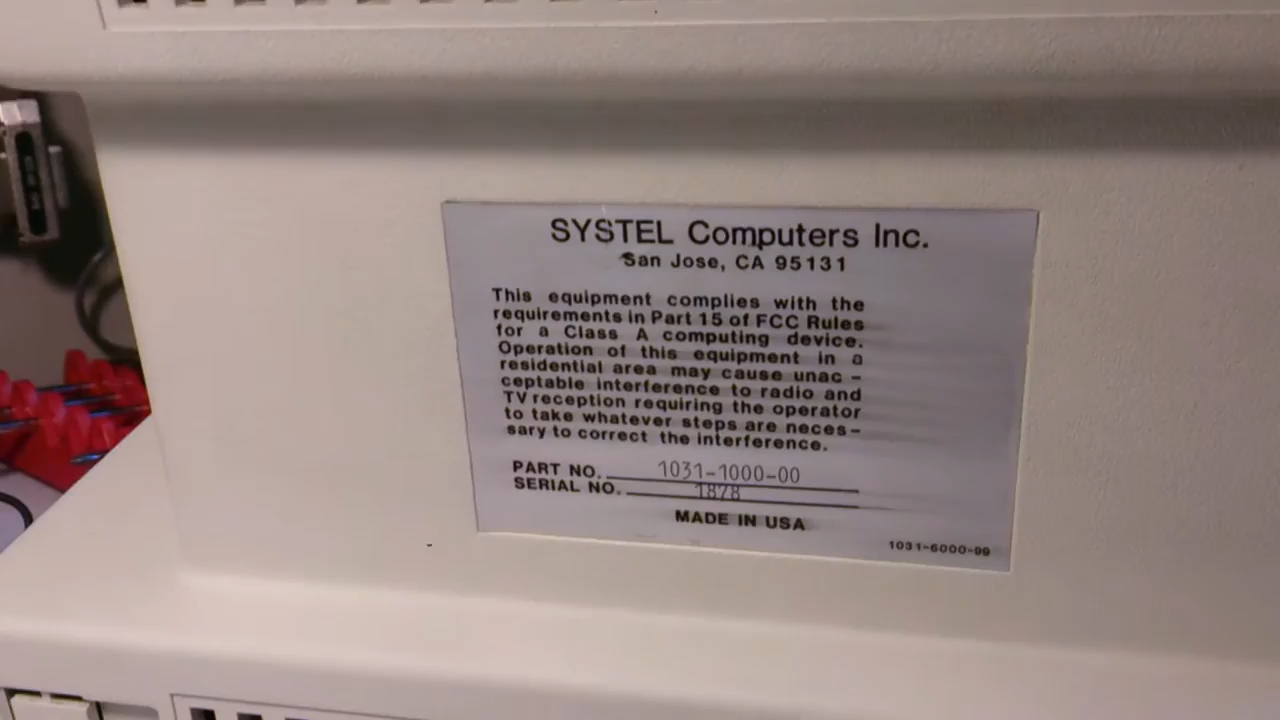 SYSTEL Computers Inc.
San Jose, CA 95131
This equipment complies with the
requirements in Part 15 of FCC Rules
for a Class A computing device.
Operation of this equipment in a
residential area may cause unac -
ceptable interference to radio and
TV reception requiring the operator
to take whatever steps are neces-
sary to correct the interference.
PART NO. 1031-1000-00
SERIAL NO. 1878
MADE IN USA
1031-6000-99